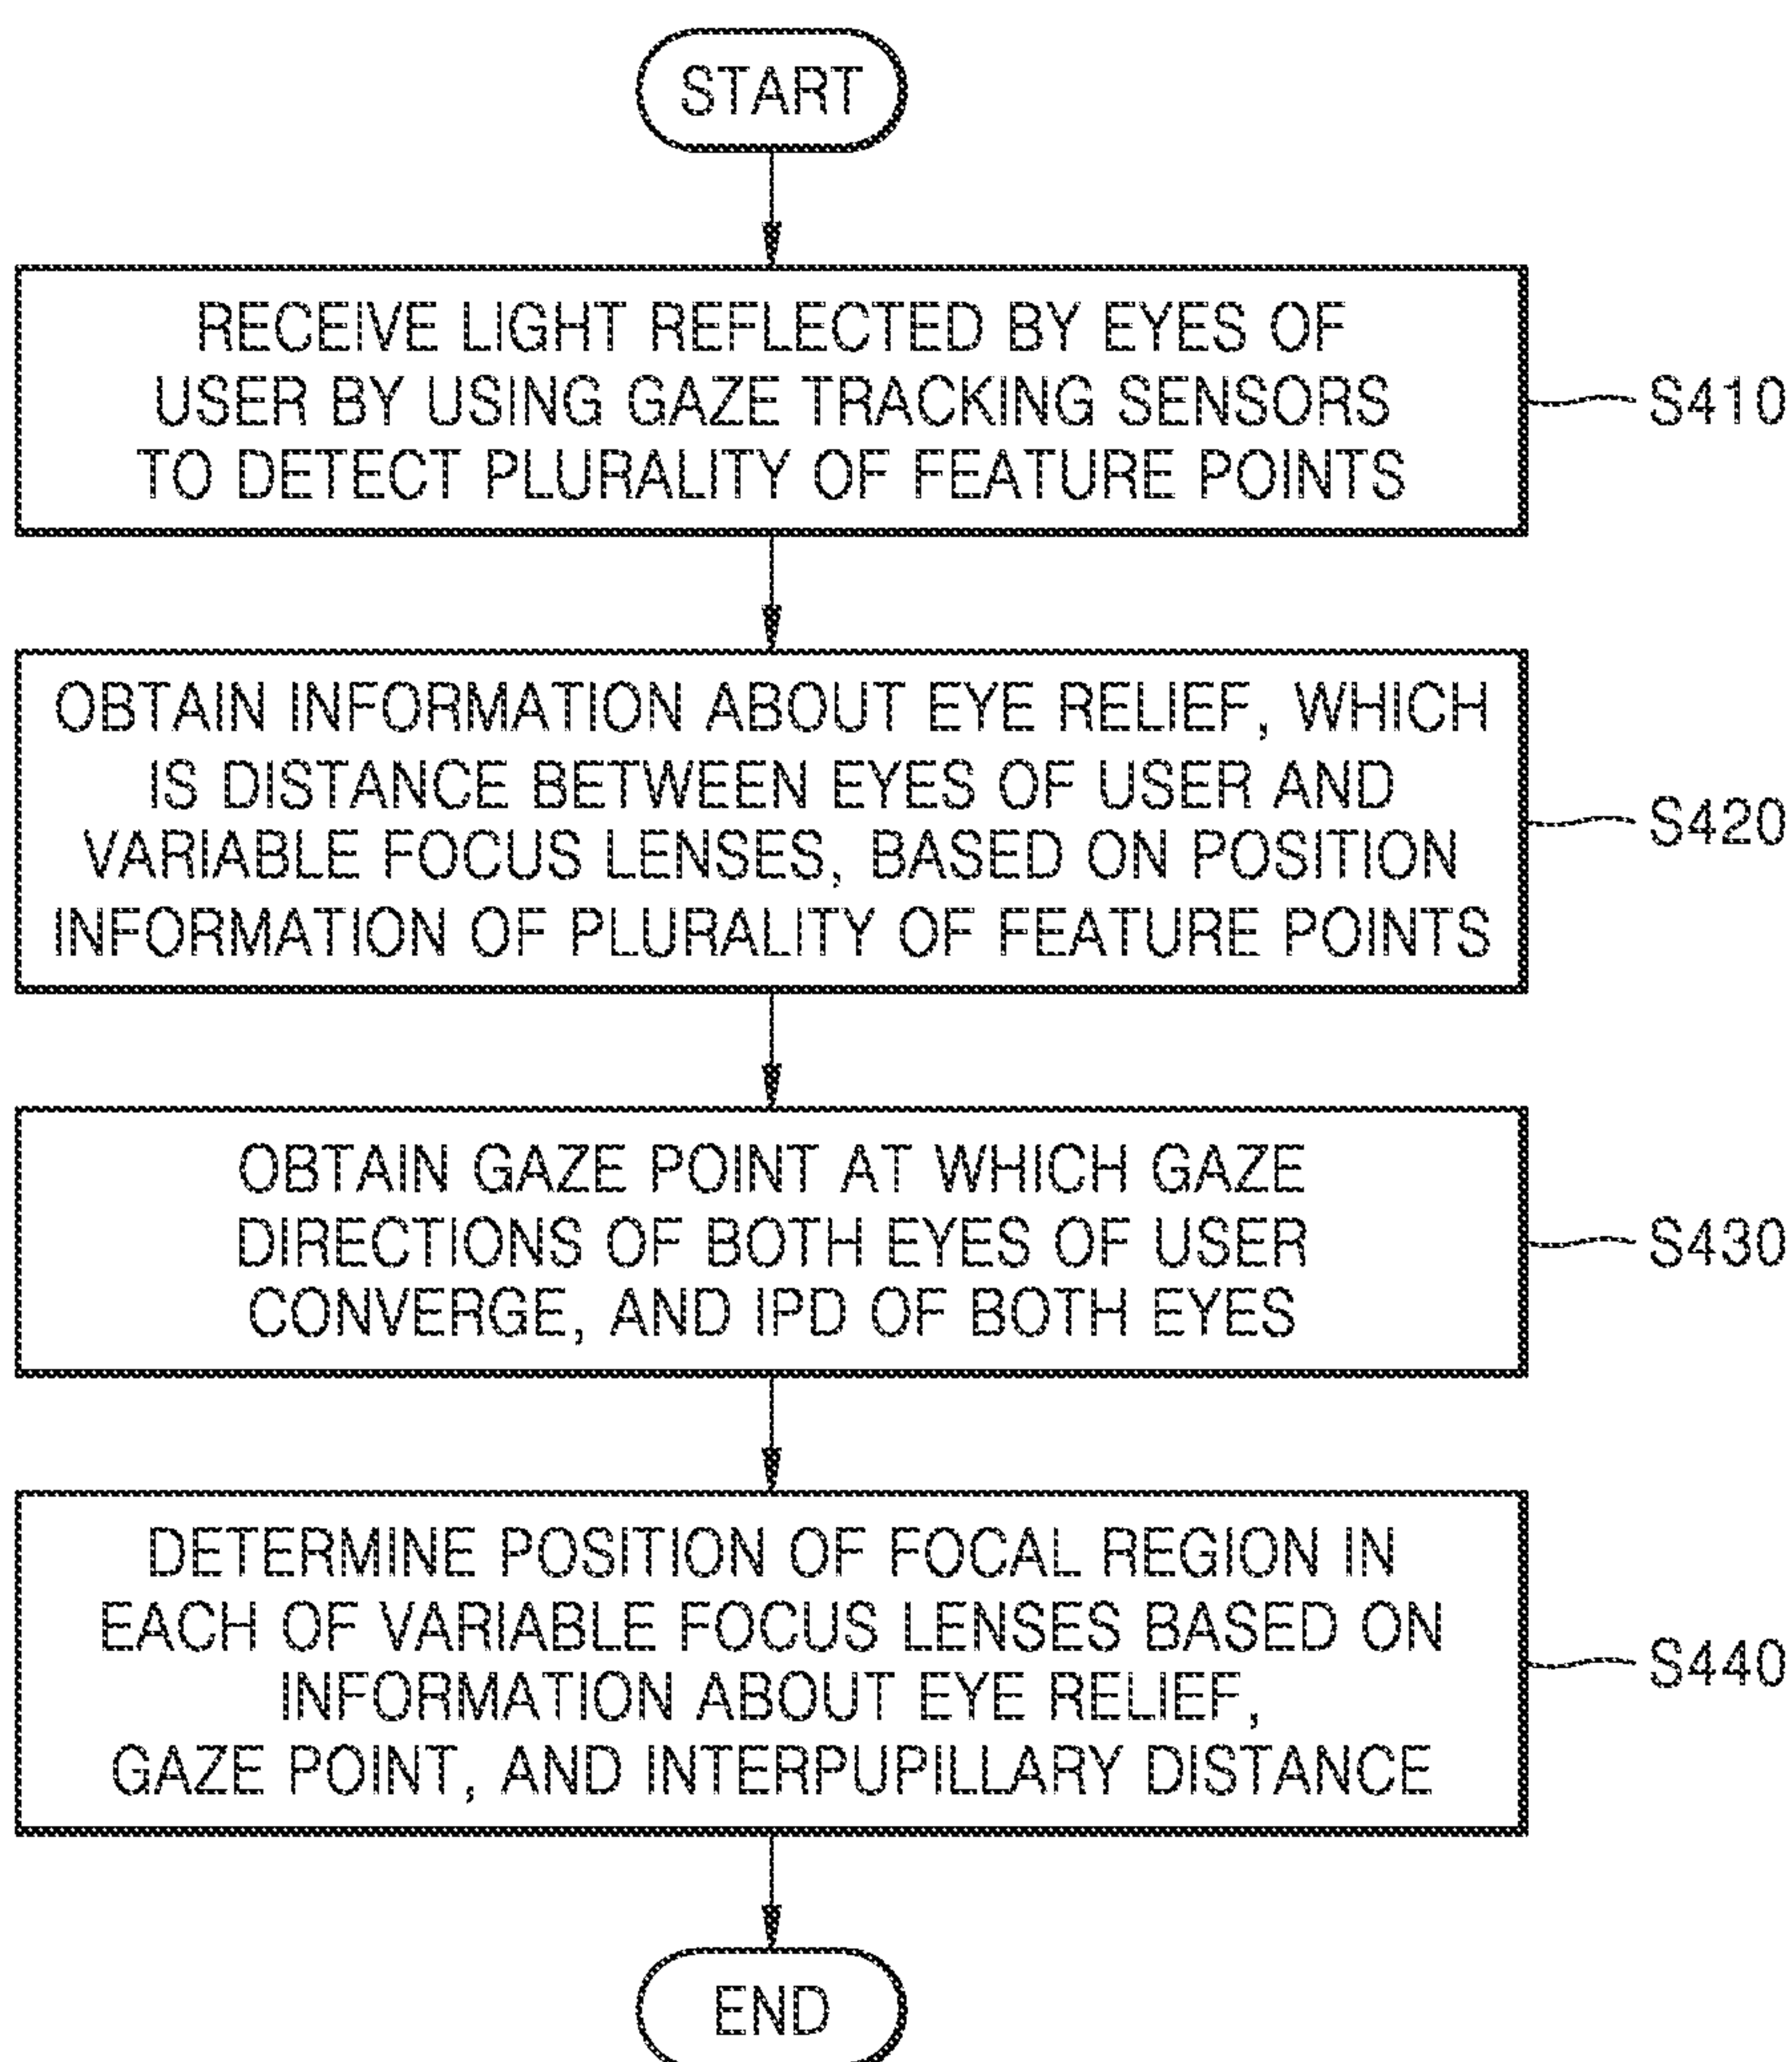 START
RECEIVE LIGHT REFLECTED BY EYES OF
USER BY USING GAZE TRACKING SENSORS
TO DETECT PLURALITY OF FEATURE POINTS
S410
OBTAIN INFORMATION ABOUT EYE RELIEF, WHICH
IS DISTANCE BETWEEN EYES OF USER AND
VARIABLE FOCUS LENSES, BASED ON POSITION
INFORMATION OF PLURALITY OF FEATURE POINTS
S420
OBTAIN GAZE POINT AT WHICH GAZE
DIRECTIONS OF BOTH EYES OF USER
CONVERGE, AND IPD OF BOTH EYES
S430
DETERMINE POSITION OF FOCAL REGION IN
EACH OF VARIABLE FOCUS LENSES BASED ON
INFORMATION ABOUT EYE RELIEF,
GAZE POINT, AND INTERPUPILLARY DISTANCE
S440
END